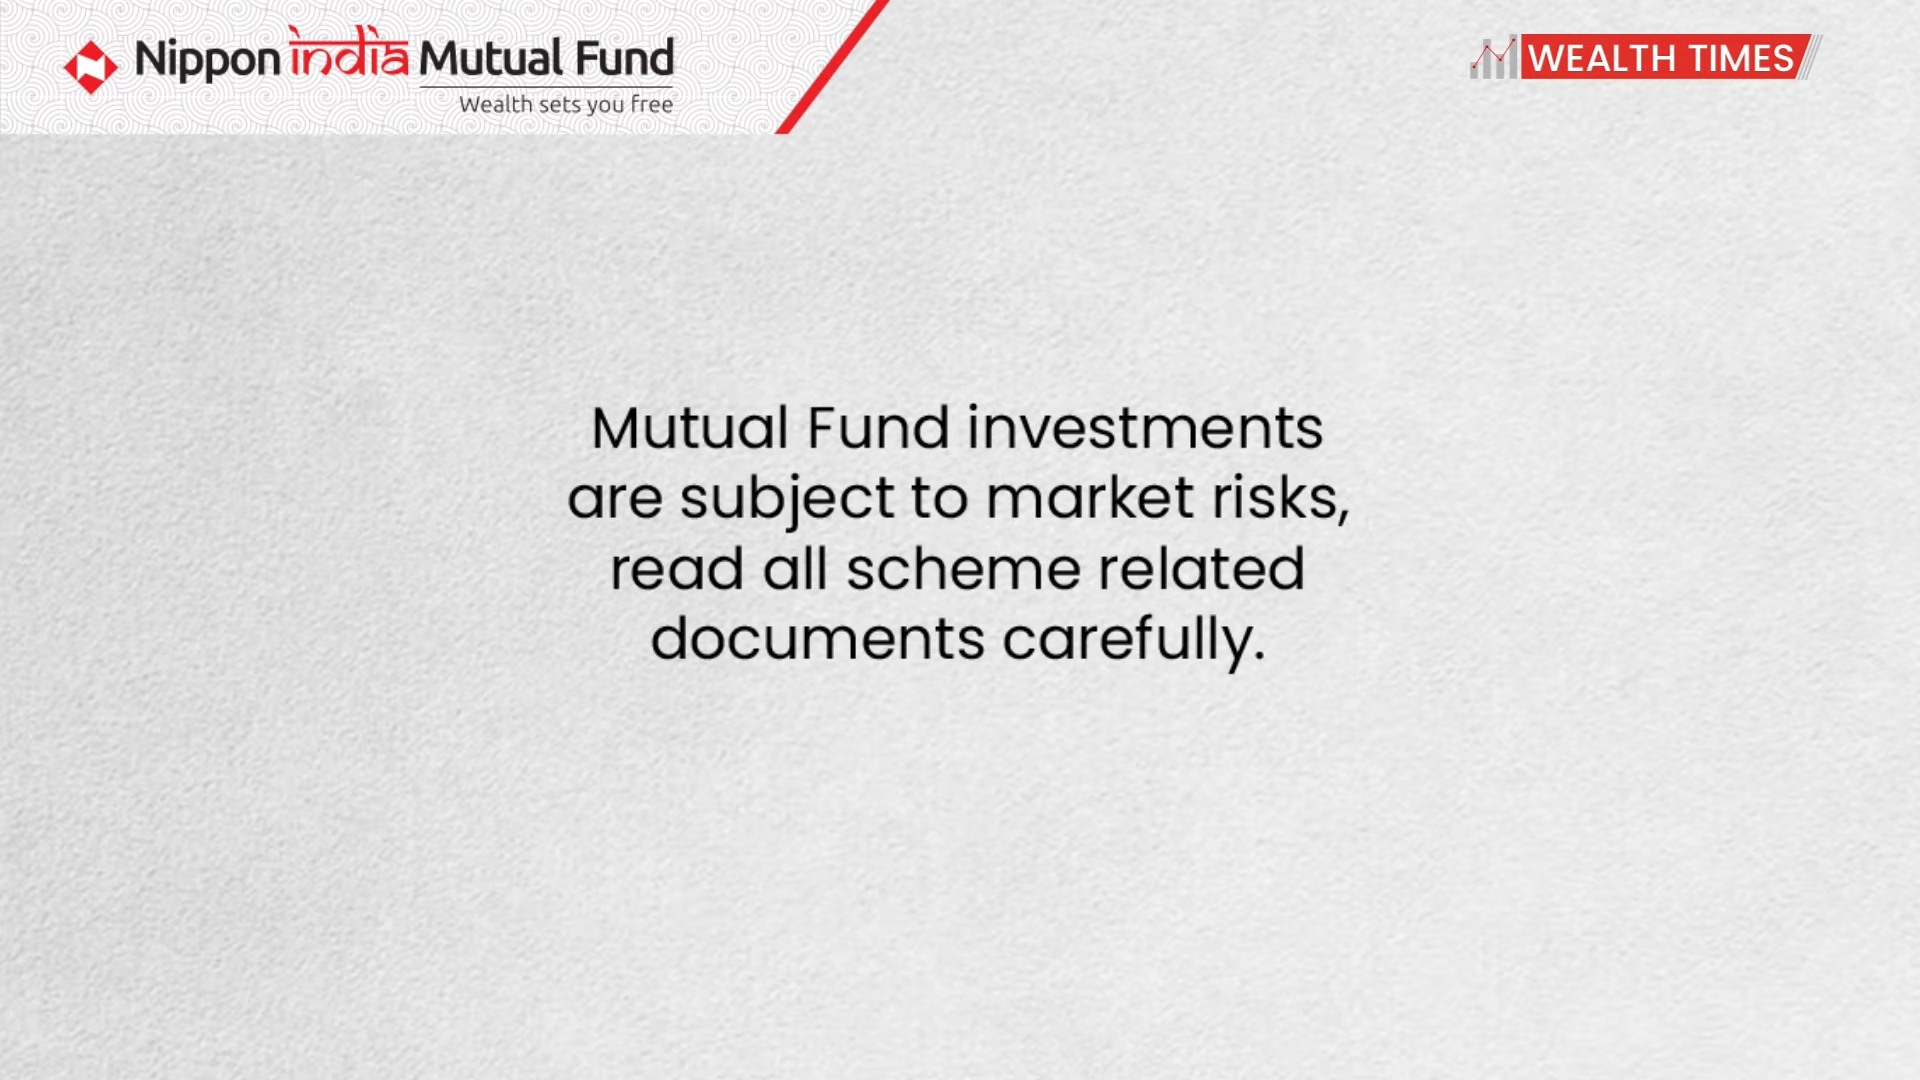 Nippon india Mutual Fund
Wealth sets you free
WEALTH TIMES
Mutual Fund investments
are subject to market risks,
read all scheme related
documents carefully.